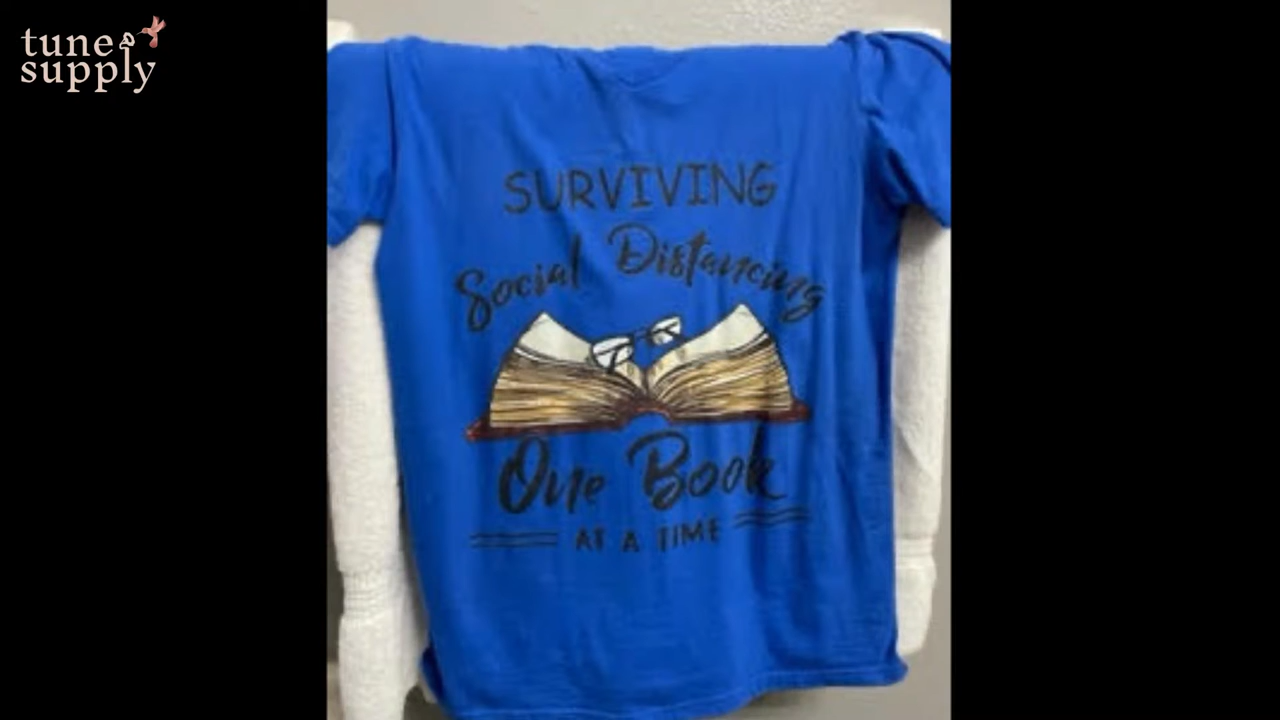 tune
supply
SURVIVING
Social Distancing
One Book
AT A TIME